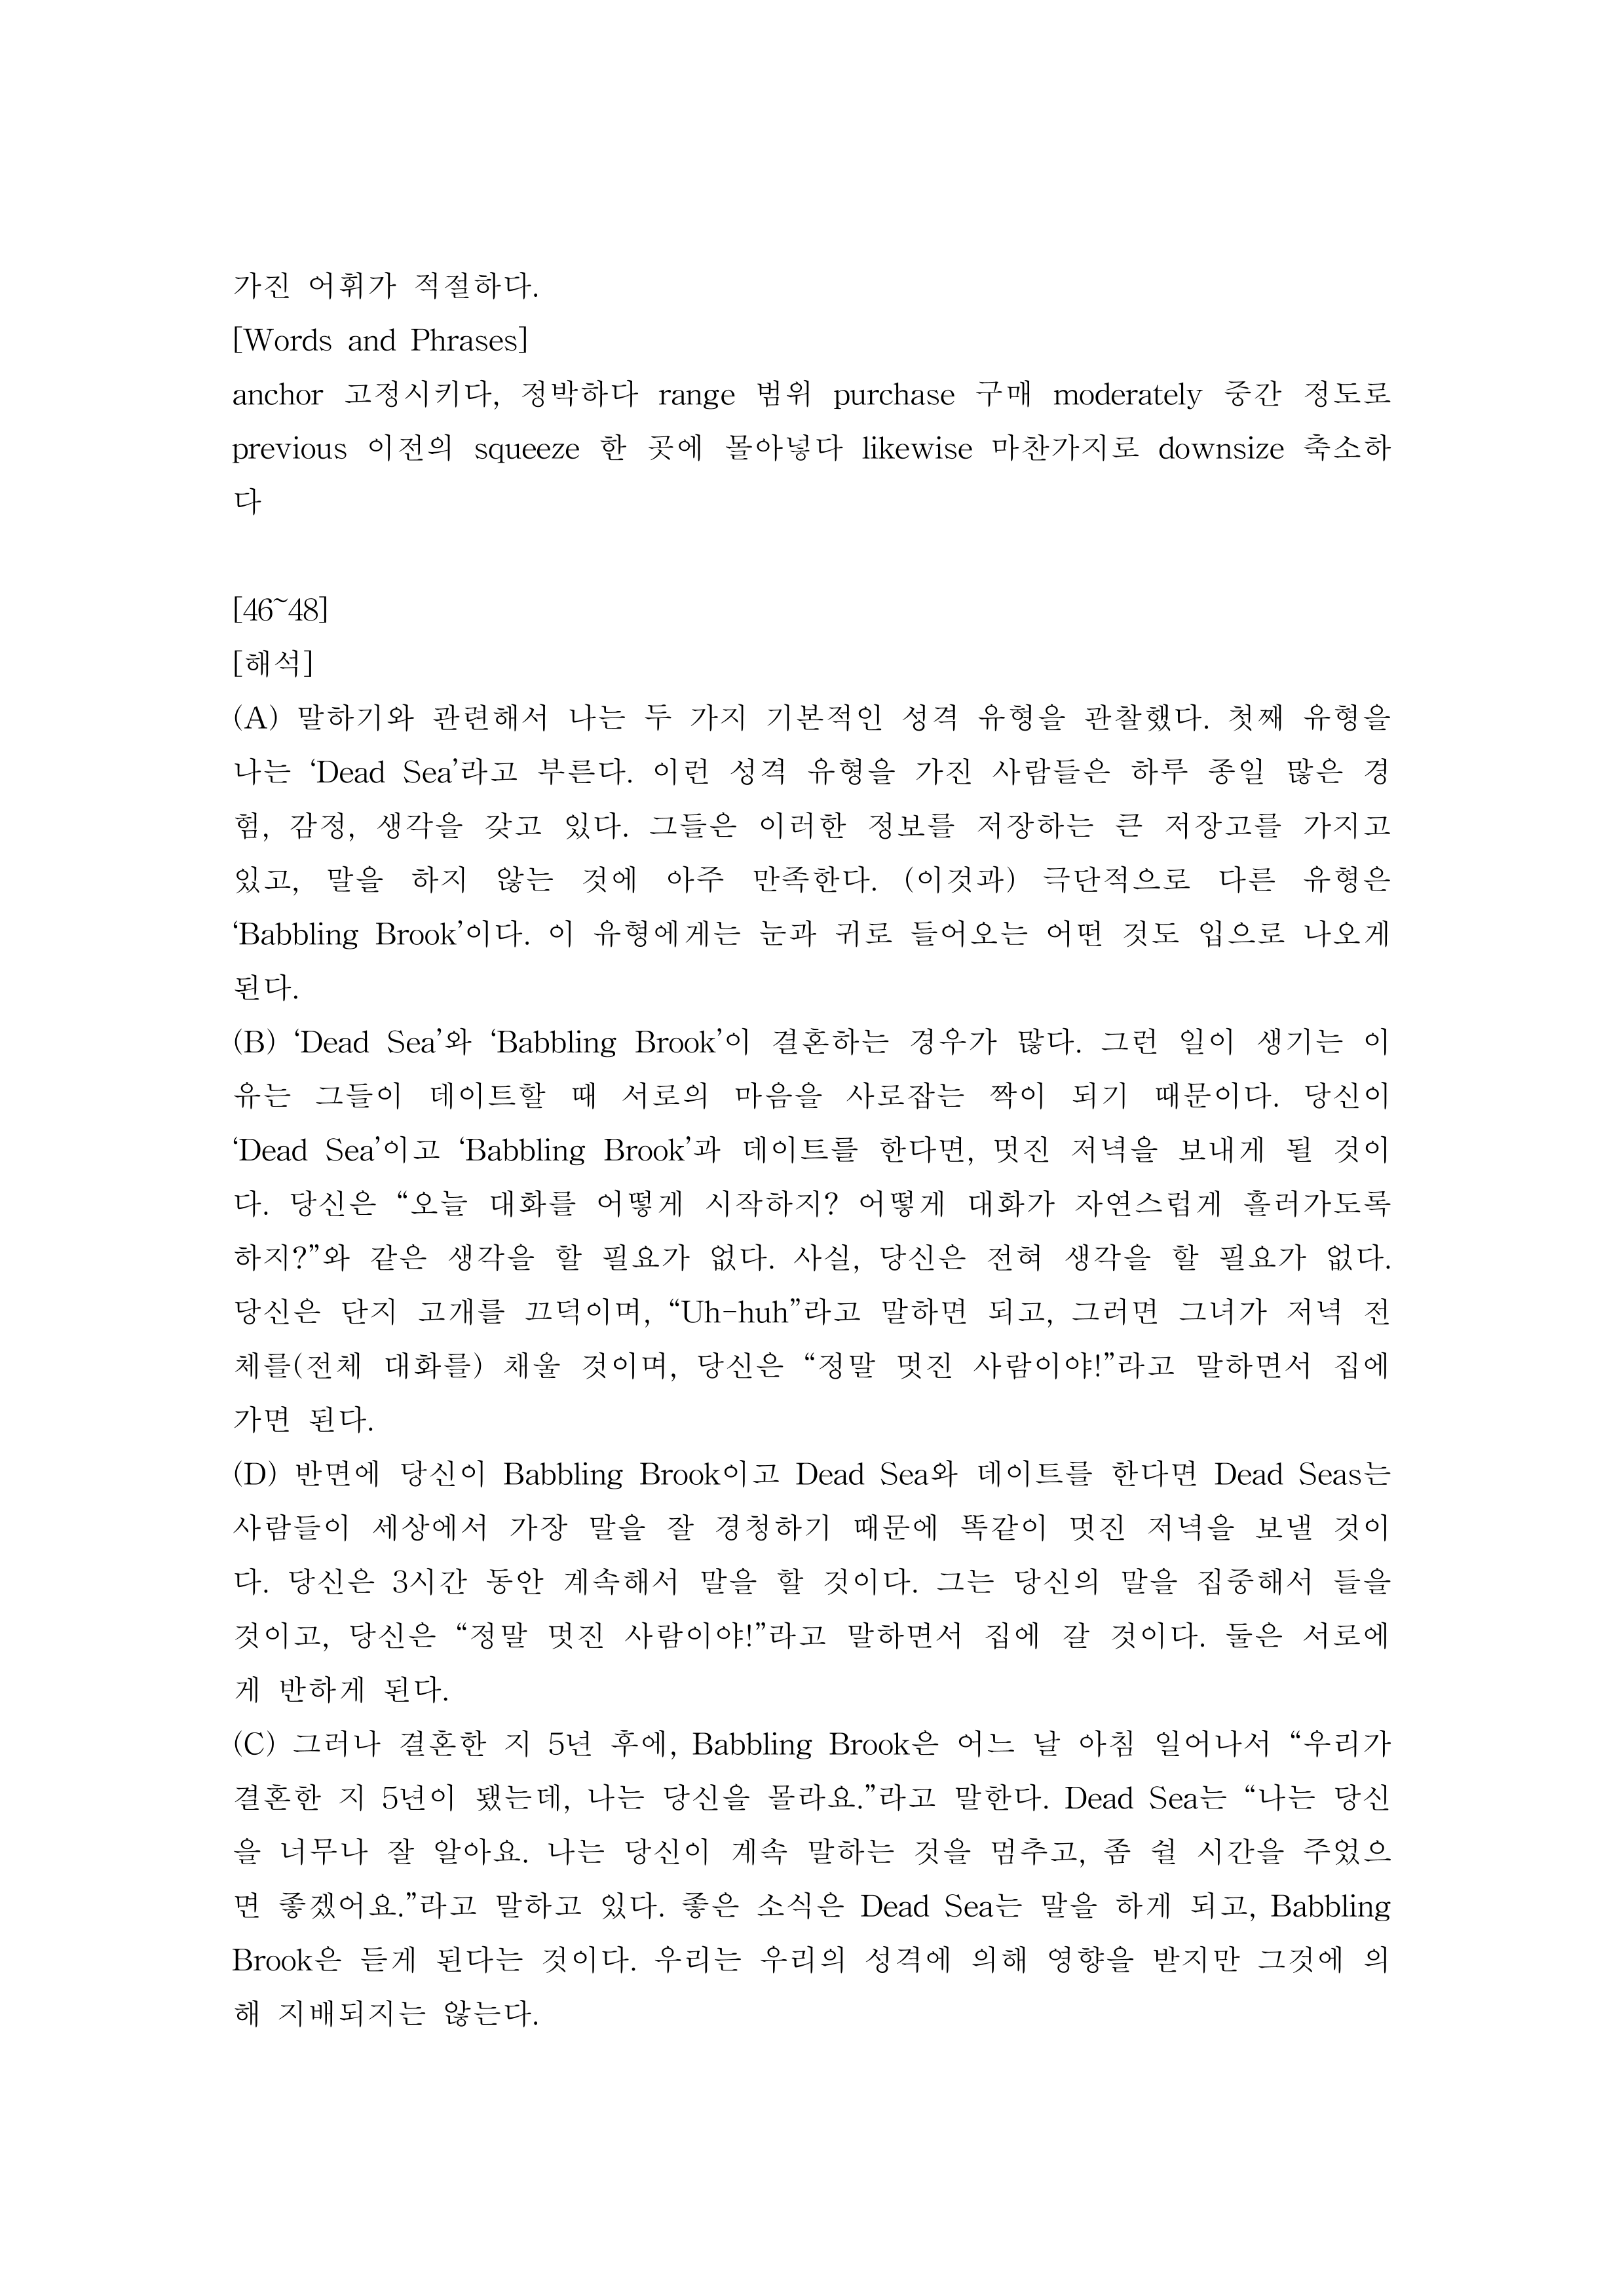 가진 어휘가 적절하다.
[Words and Phrases]
anchor 고정시키다, 정박하다 range 범위 purchase 구매 moderately 중간 정도로
previous 이전의 squeeze 한 곳에 몰아넣다 likewise 마찬가지로 downsize 축소하
다
[46~48]
[해석]
(A) 말하기와 관련해서 나는 두 가지 기본적인 성격 유형을 관찰했다. 첫째 유형을
나는 ‘Dead Sea’라고 부른다. 이런 성격 유형을 가진 사람들은 하루 종일 많은 경
험, 감정, 생각을 갖고 있다. 그들은 이러한 정보를 저장하는 큰 저장고를 가지고
있고, 말을 하지 않는 것에 아주 만족한다. (이것과) 극단적으로 다른 유형은
‘Babbling Brook’이다. 이 유형에게는 눈과 귀로 들어오는 어떤 것도 입으로 나오게
된다.
(B) ‘Dead Sea’와 ‘Babbling Brook’이 결혼하는 경우가 많다. 그런 일이 생기는 이
유는 그들이 데이트할 때 서로의 마음을 사로잡는 짝이 되기 때문이다. 당신이
‘Dead Sea’이고 ‘Babbling Brook’과 데이트를 한다면, 멋진 저녁을 보내게 될 것이
다. 당신은 “오늘 대화를 어떻게 시작하지? 어떻게 대화가 자연스럽게 흘러가도록
하지?”와 같은 생각을 할 필요가 없다. 사실, 당신은 전혀 생각을 할 필요가 없다.
당신은 단지 고개를 끄덕이며, “Uh-huh”라고 말하면 되고, 그러면 그녀가 저녁 전
체를(전체 대화를) 채울 것이며, 당신은 “정말 멋진 사람이야!”라고 말하면서 집에
가면 된다.
(D) 반면에 당신이 Babbling Brook이고 Dead Sea와 데이트를 한다면 Dead Seas는
사람들이 세상에서 가장 말을 잘 경청하기 때문에 똑같이 멋진 저녁을 보낼 것이
다. 당신은 3시간 동안 계속해서 말을 할 것이다. 그는 당신의 말을 집중해서 들을
것이고, 당신은 “정말 멋진 사람이야!”라고 말하면서 집에 갈 것이다. 둘은 서로에
게 반하게 된다.
(C) 그러나 결혼한 지 5년 후에, Babbling Brook은 어느 날 아침 일어나서 “우리가
결혼한 지 5년이 됐는데, 나는 당신을 몰라요.”라고 말한다. Dead Sea는 “나는 당신
을 너무나 잘 알아요. 나는 당신이 계속 말하는 것을 멈추고, 좀 쉴 시간을 주었으
면 좋겠어요.”라고 말하고 있다. 좋은 소식은 Dead Sea는 말을 하게 되고, Babbling
Brook은 듣게 된다는 것이다. 우리는 우리의 성격에 의해 영향을 받지만 그것에 의
해 지배되지는 않는다.